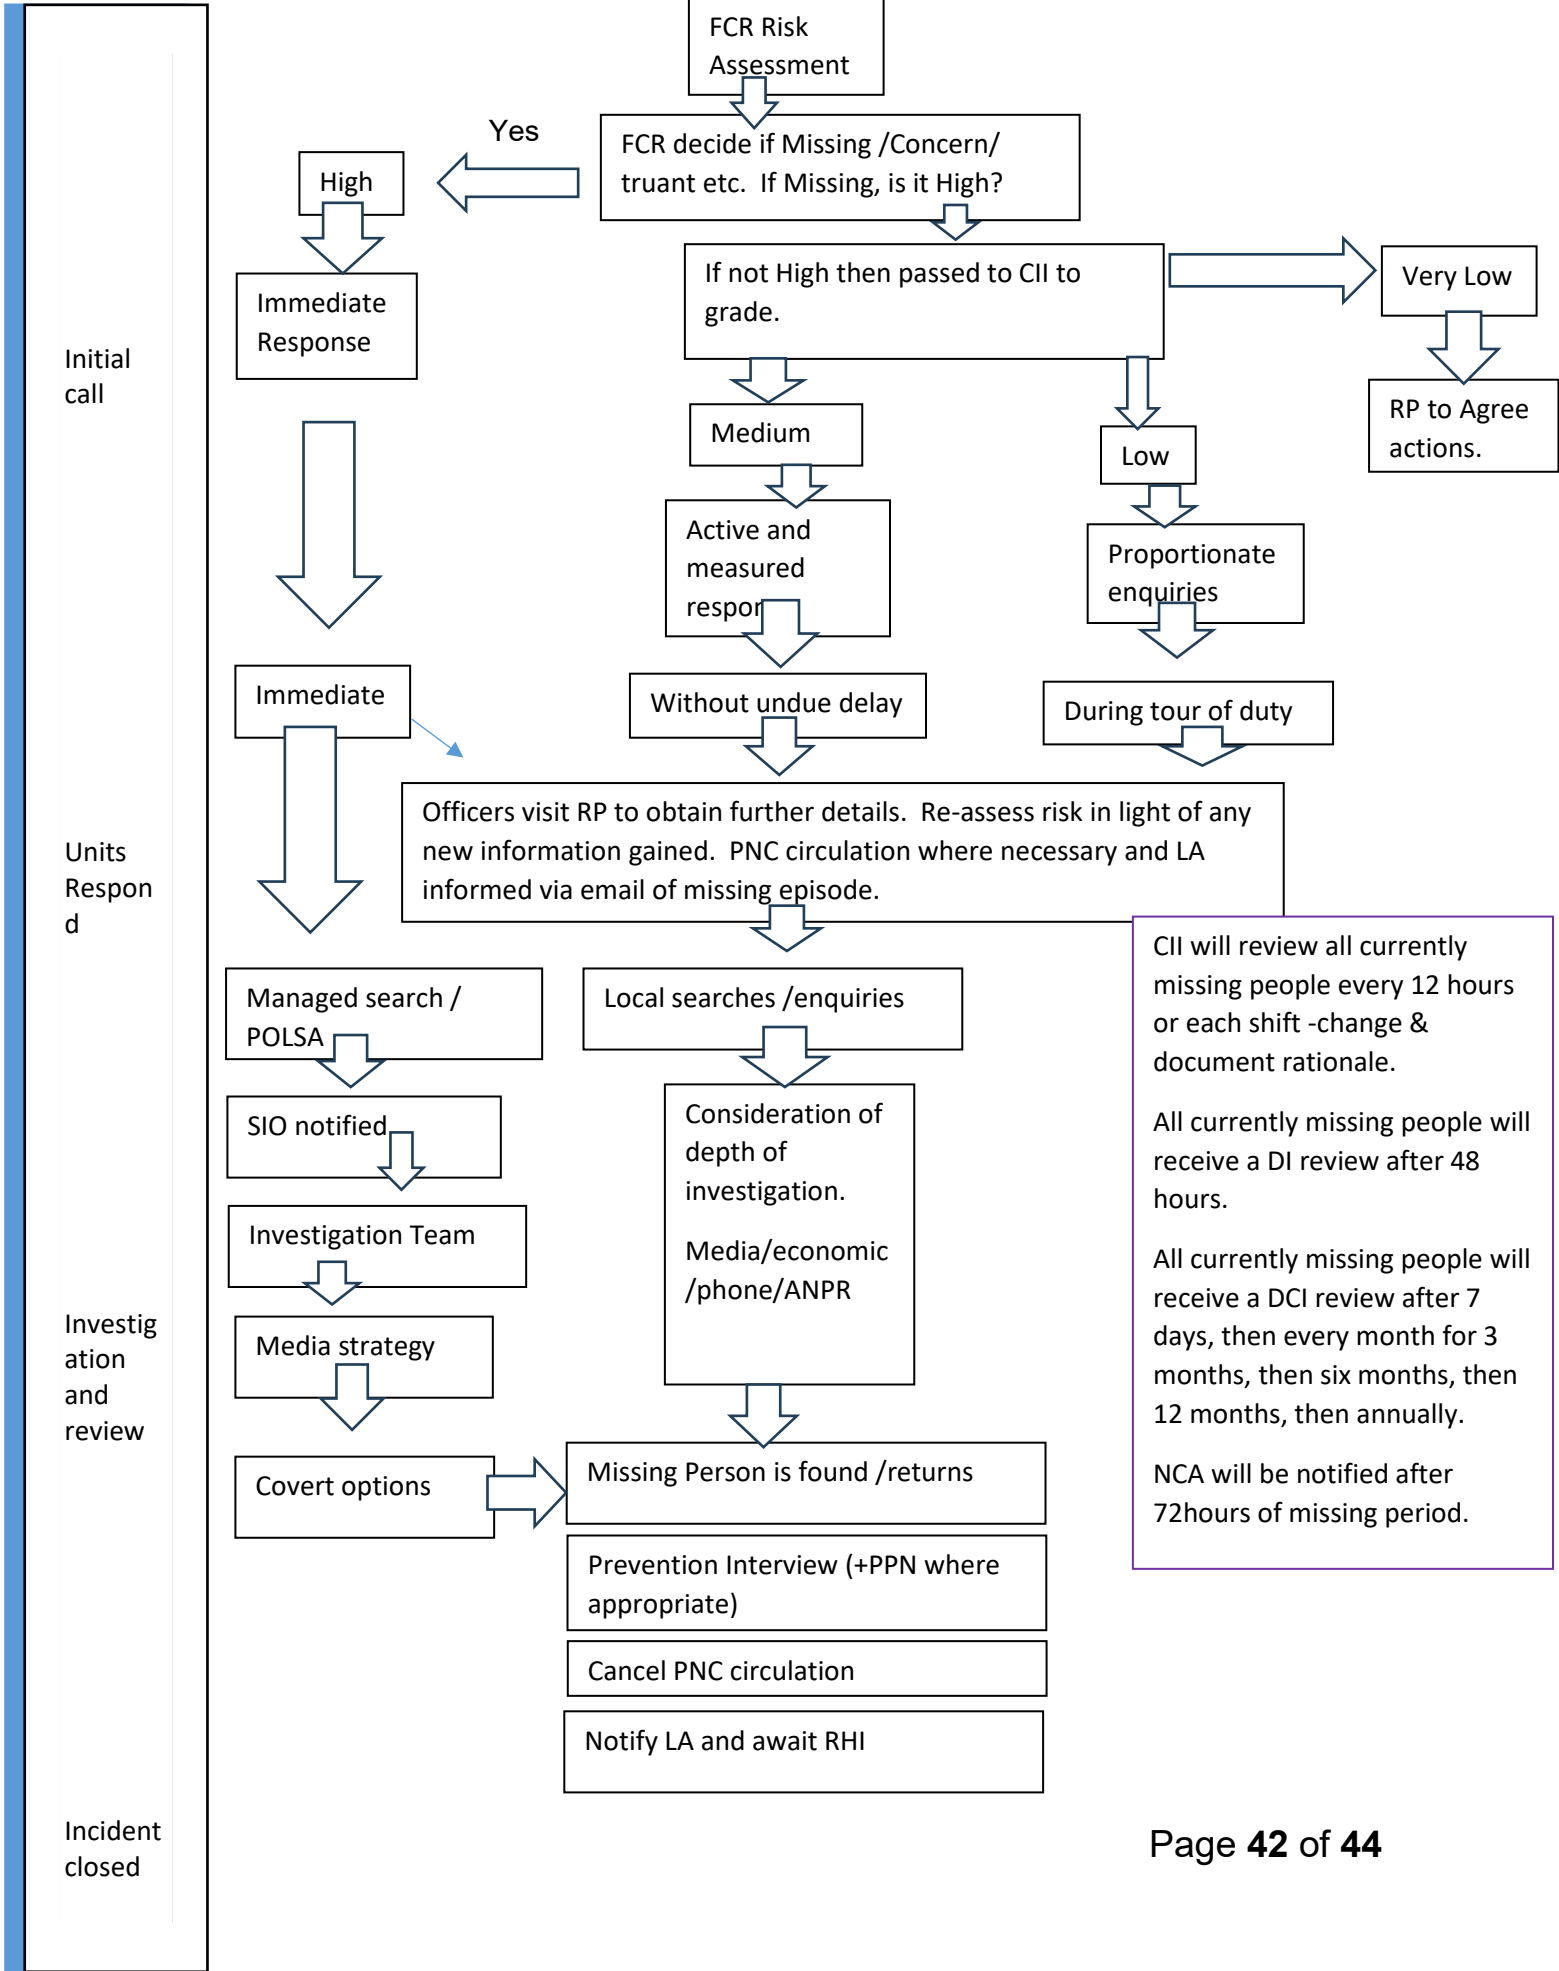 FCR Risk
Assessment
Yes
FCR decide if Missing /Concern/
truant etc.  If Missing, is it High?
High
If not High then passed to CII to
grade.
Very Low
Immediate
Response
Initial
call
RP to Agree
actions.
Medium
Low
Active and
measured
Proportionate
enquiries
Immediate
Without undue delay
During tour of duty
Officers visit RP to obtain further details.  Re-assess risk in light of any
new information gained.  PNC circulation where necessary and LA
informed via email of missing episode.
Units
Respon
d
Managed search /
POLSA
Local searches /enquiries
SIO notified
Consideration of
depth of
investigation.
Media/economic
/phone/ANPR
Investigation Team
Media strategy
Investig
ation
and
review
Covert options
CII will review all currently
missing people every 12 hours
or each shift -change &
document rationale.
All currently missing people will
receive a DI review after 48
hours.
All currently missing people will
receive a DCI review after 7
days, then every month for 3
months, then six months, then
12 months, then annually.
NCA will be notified after
72hours of missing period.
Missing Person is found /returns
Prevention Interview (+PPN where
appropriate)
Cancel PNC circulation
Notify LA and await RHI
Incident
closed
Page 42 of 44